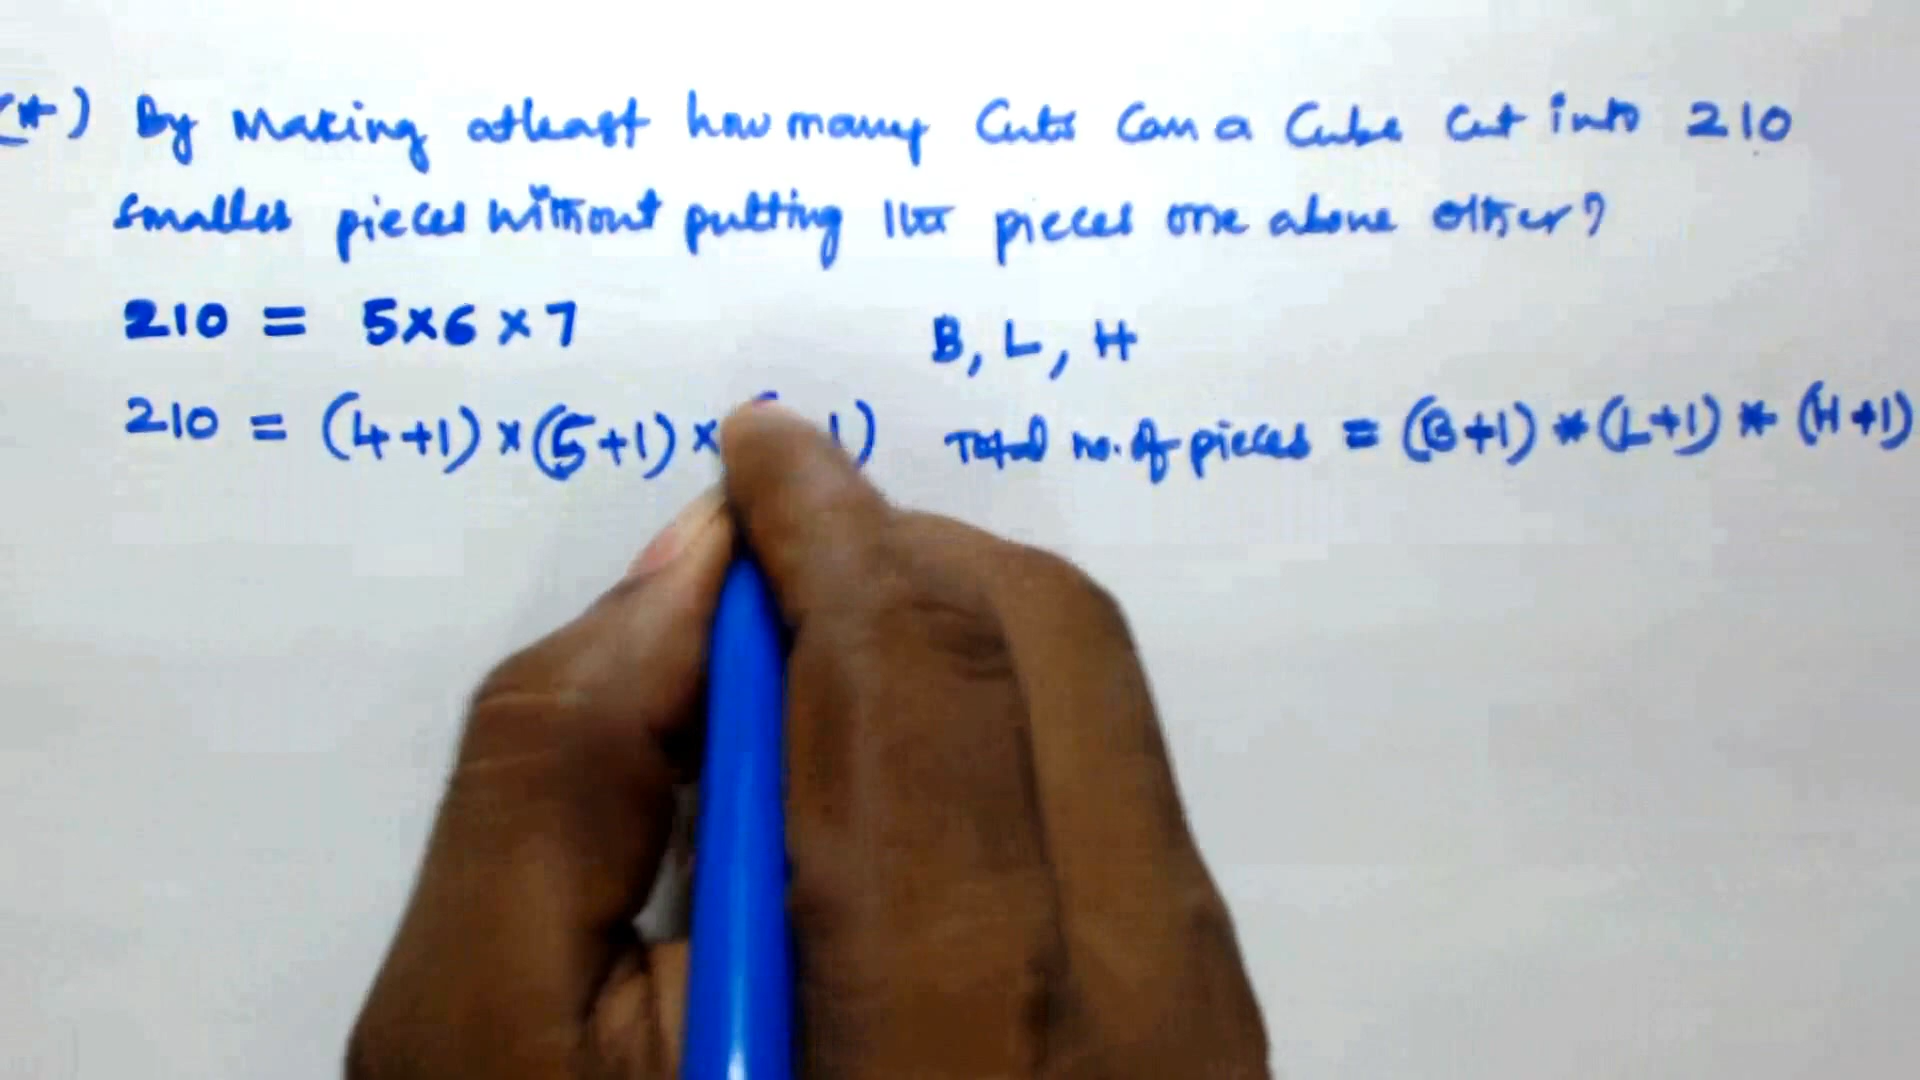 (*) By Making atleast how many Cuts Can a Cube Cut into 210
smaller pieces without putting the pieces one above other?
210 = 5×6×7
B, L, H
210 = (4+1)×(5+1)×( 1)
Total no. of pieces = (B+1)*(L+1)*(H+1)